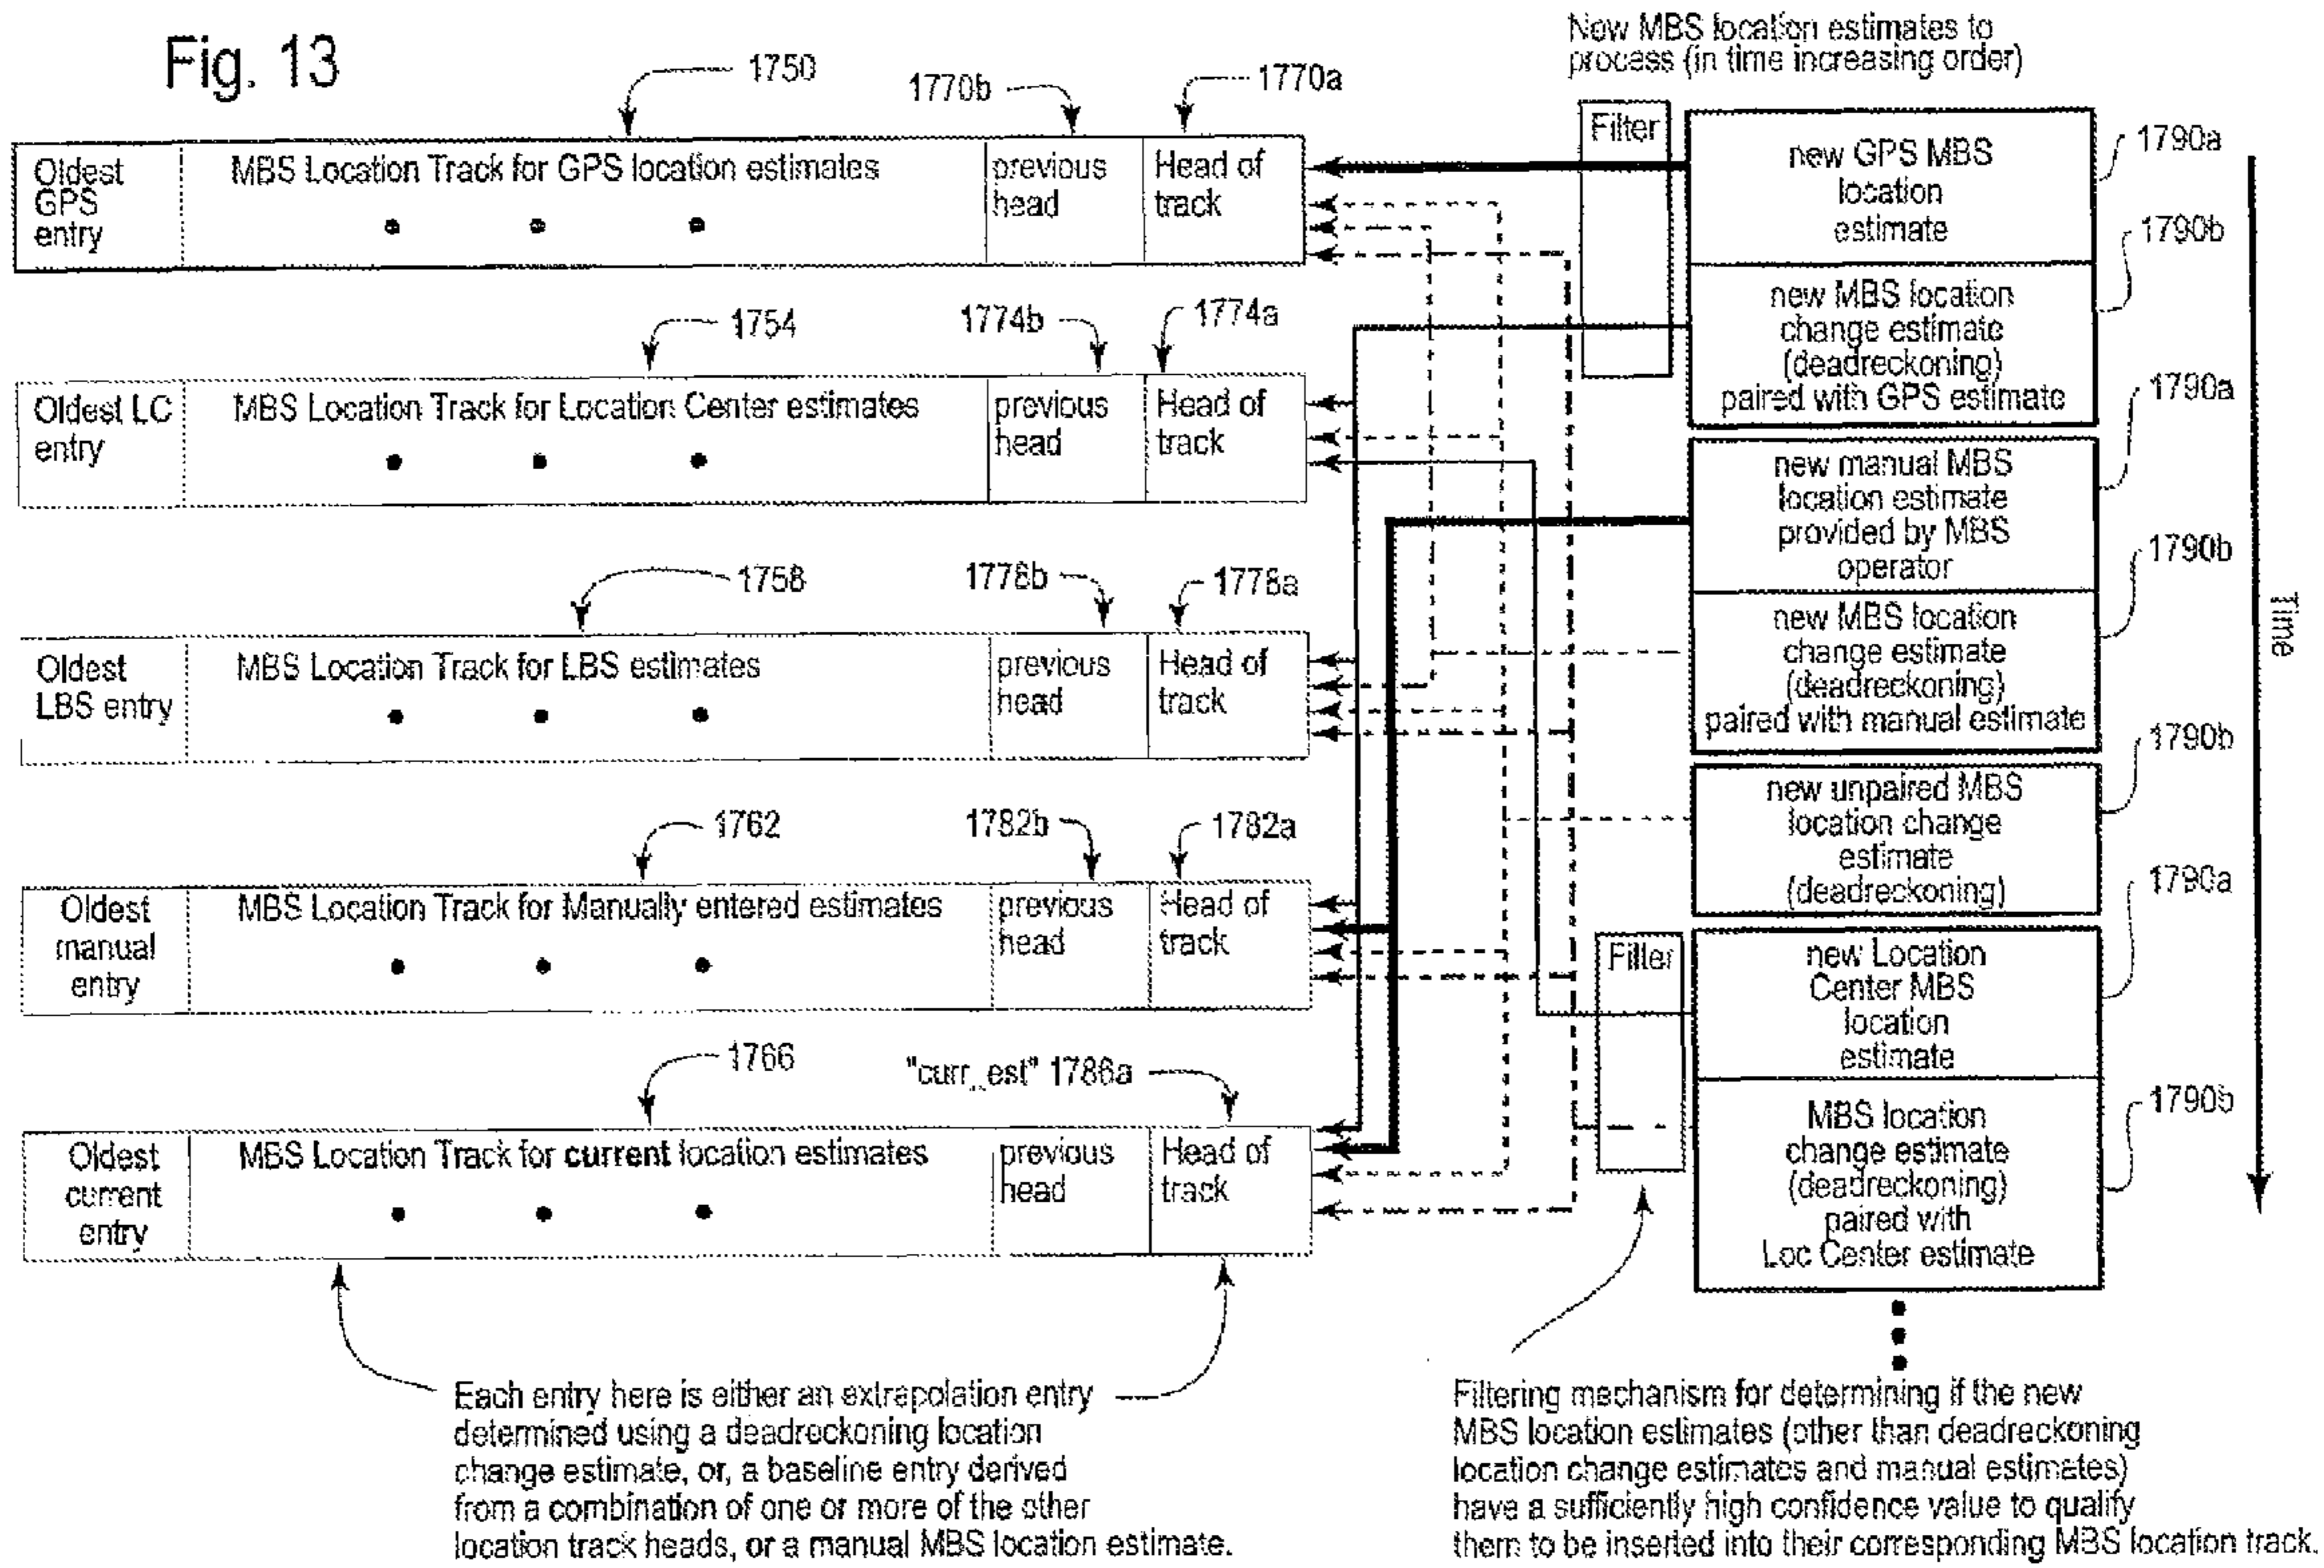 Fig. 13
New MBS location estimates to
process (in time increasing order)
1750
1770b
1770a
Oldest
GPS
entry
MBS Location Track for GPS location estimates
previous
head
Head of
track
1754
1774b
1774a
Oldest LC
entry
MBS Location Track for Location Center estimates
previous
head
Head of
track
1758
1778b
1778a
Oldest
LBS entry
MBS Location Track for LBS estimates
previous
head
Head of
track
1762
1782b
1782a
Oldest
manual
entry
MBS Location Track for Manually entered estimates
previous
head
Head of
track
1766
"curr_est" 1786a
Oldest
current
entry
MBS Location Track for current location estimates
previous
head
Head of
track
Each entry here is either an extrapolation entry
determined using a deadreckoning location
change estimate, or, a baseline entry derived
from a combination of one or more of the other
location track heads, or a manual MBS location estimate.
Filter
new GPS MBS
location
estimate
1790a
new MBS location
change estimate
(deadreckoning)
paired with GPS estimate
1790b
new manual MBS
location estimate
provided by MBS
operator
1790a
new MBS location
change estimate
(deadreckoning)
paired with manual estimate
1790b
new unpaired MBS
location change
estimate
(deadreckoning)
1790b
Filter
new Location
Center MBS
location
estimate
1790a
MBS location
change estimate
(deadreckoning)
paired with
Loc Center estimate
1790b
Time
Filtering mechanism for determining if the new
MBS location estimates (other than deadreckoning
location change estimates and manual estimates)
have a sufficiently high confidence value to qualify
them to be inserted into their corresponding MBS location track.